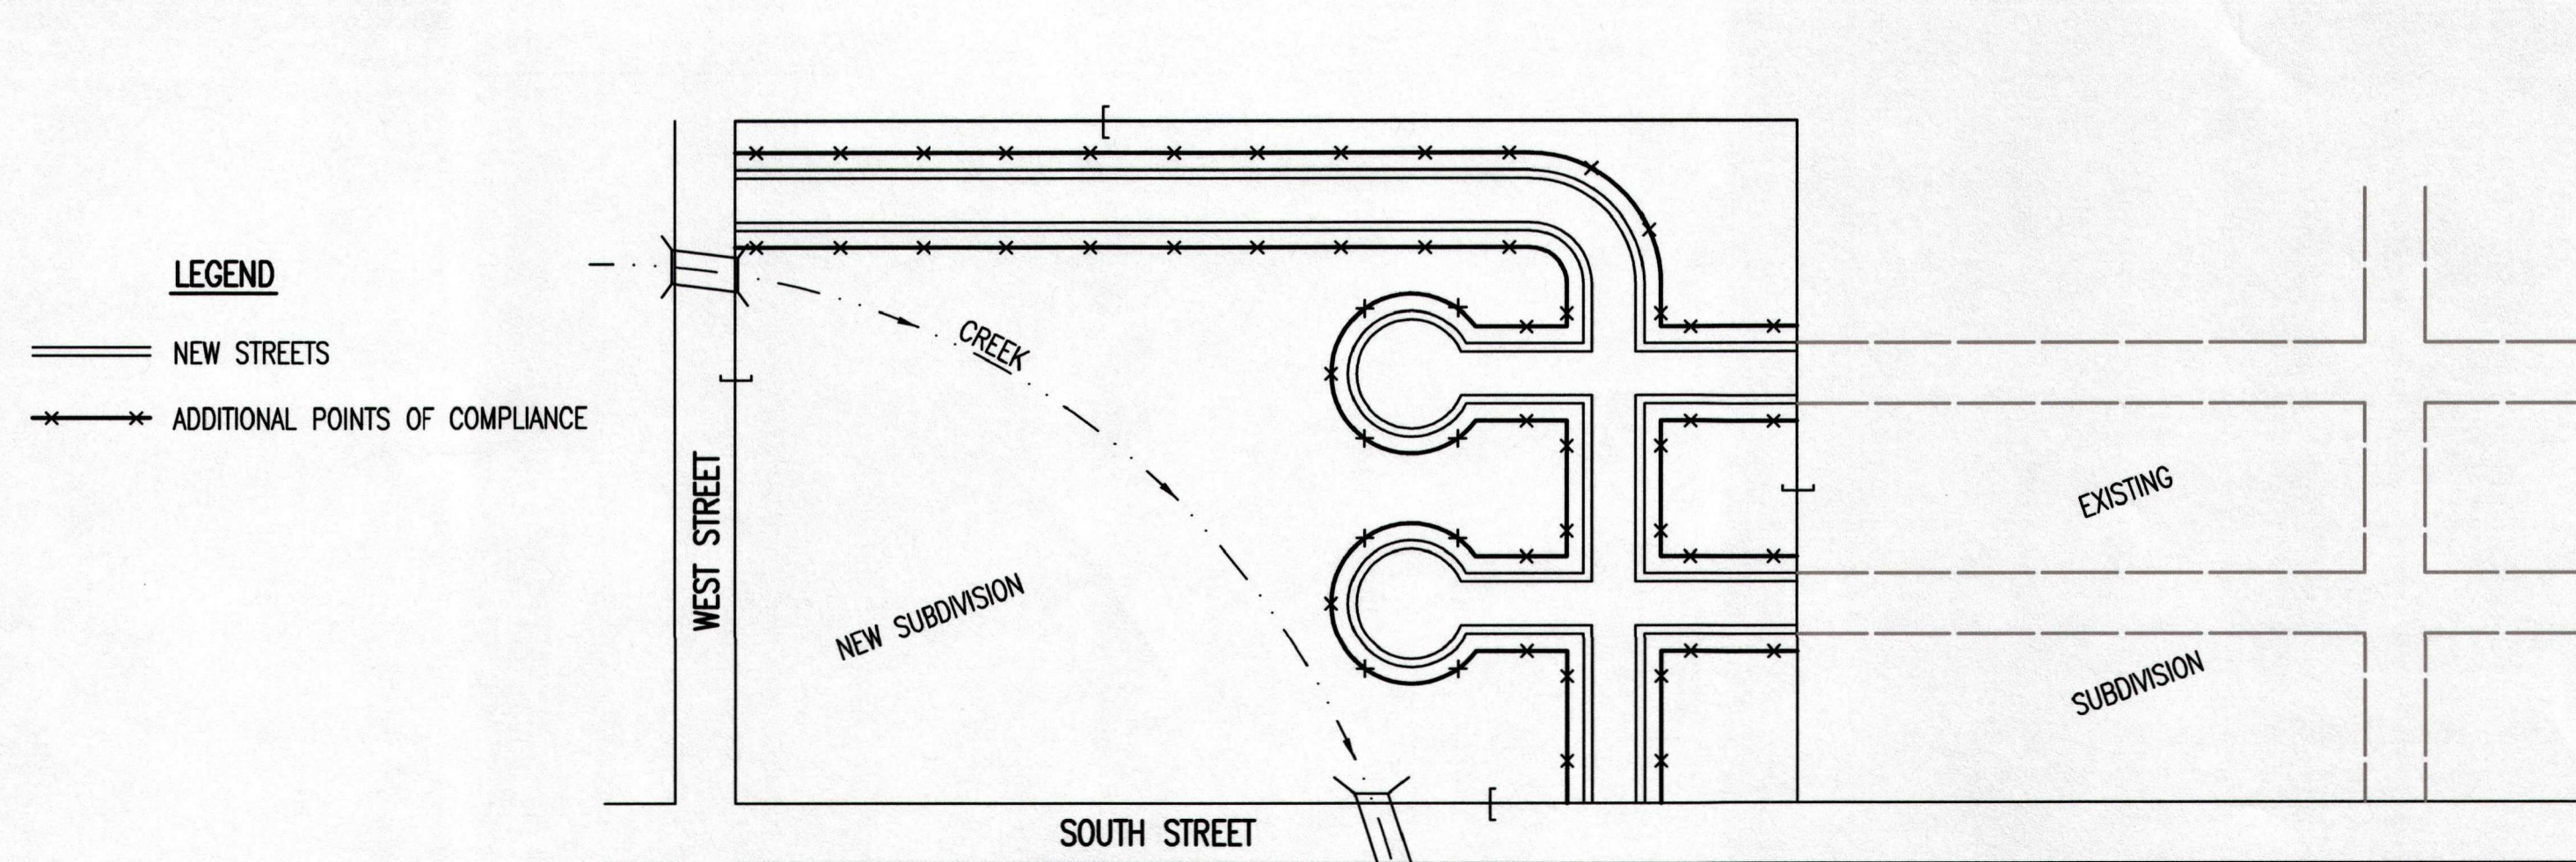 LEGEND
NEW STREETS
ADDITIONAL POINTS OF COMPLIANCE
WEST STREET
CREEK
NEW SUBDIVISION
EXISTING
SUBDIVISION
SOUTH STREET